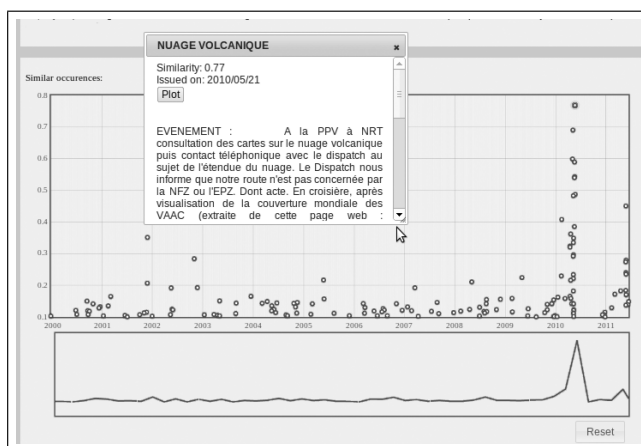 NUAGE VOLCANIQUE
Similarity: 0.77
Issued on: 2010/05/21
Plot
EVENEMENT : A la PPV à NRT
consultation des cartes sur le nuage volcanique
puis contact téléphonique avec le dispatch au
sujet de l'étendue du nuage. Le Dispatch nous
informe que notre route n'est pas concernée par
la NFZ ou l'EPZ. Dont acte. En croisière, après
visualisation de la couverture mondiale des
VAAC (extraite de cette page web :
Similar occurences:
0.8
0.7
0.6
0.5
0.4
0.3
0.2
0.1
2000 2001 2002 2003 2004 2005 2006 2007 2008 2009 2010 2011
Reset